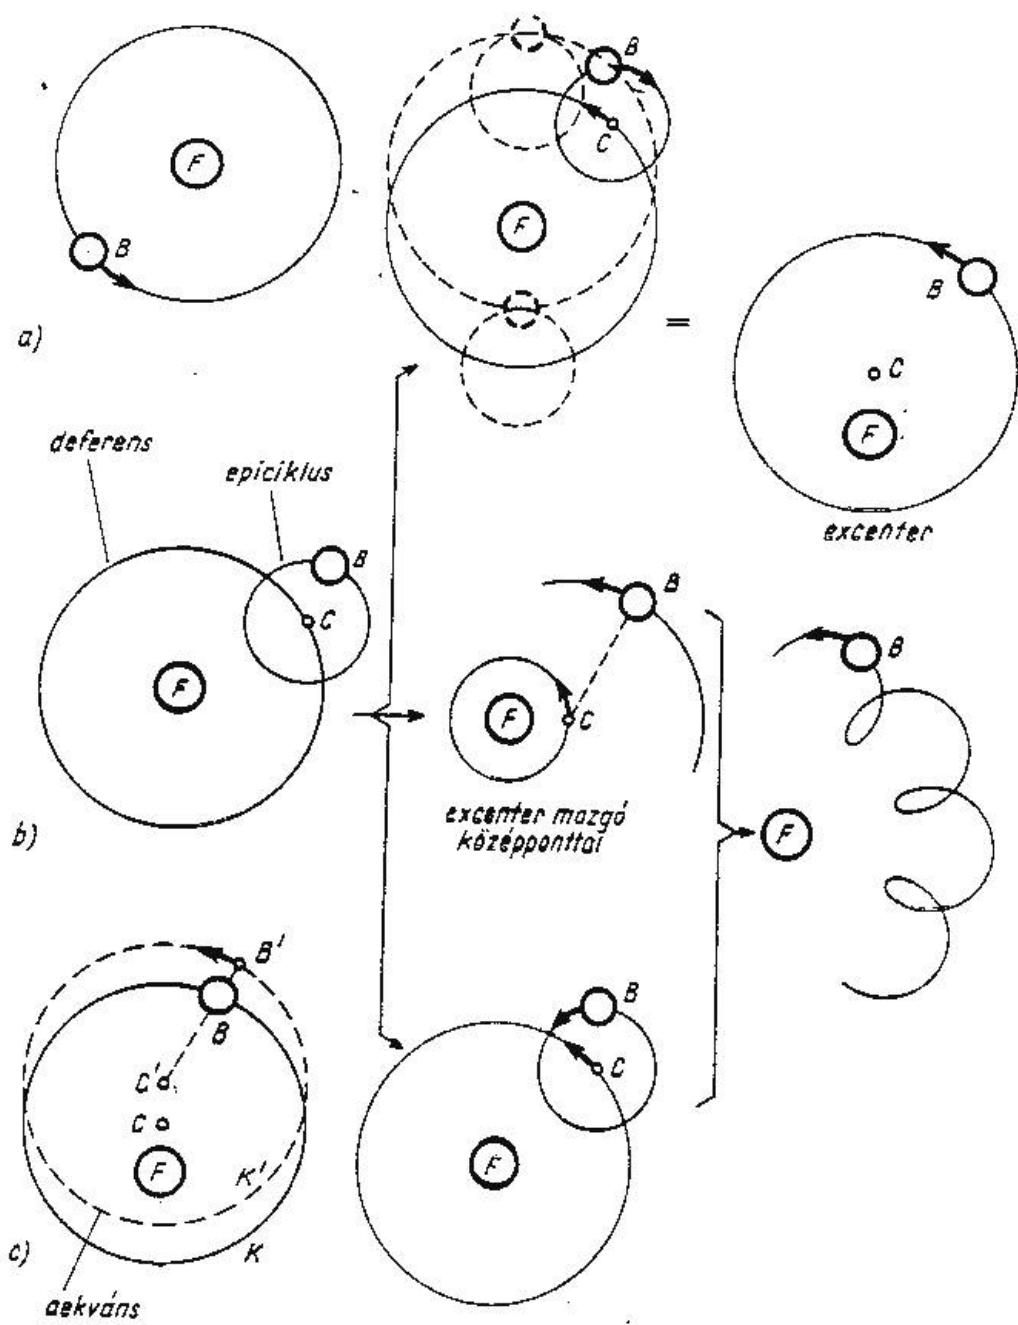 B
B
F
C
F
B
a)
=
C
deferens
F
epiciklus
excenter
B
B
B
C
F
F
C
excenter mozgó
középponttal
F
b)
B'
B
B
C'
C
C
F
F
K'
c)
K
aekváns